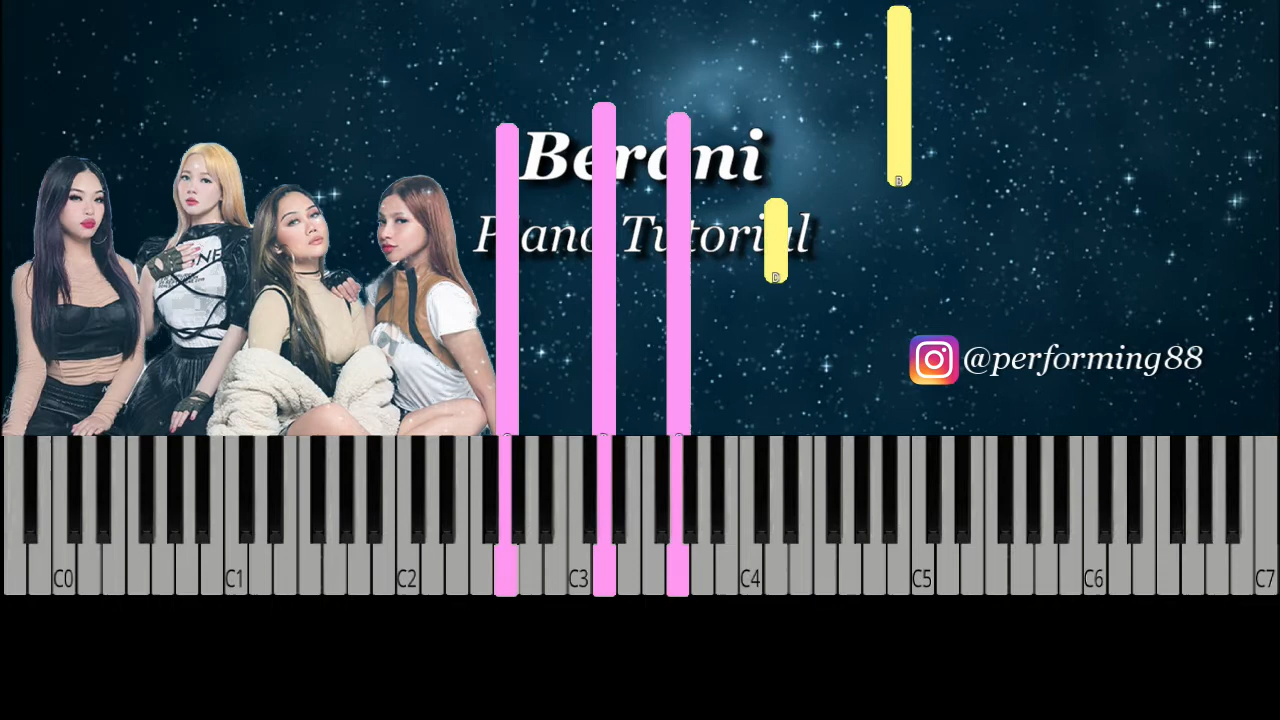 Berani
Piano Tutorial
B
D
@performing88
C0 C1 C2 C3 C4 C5 C6 C7